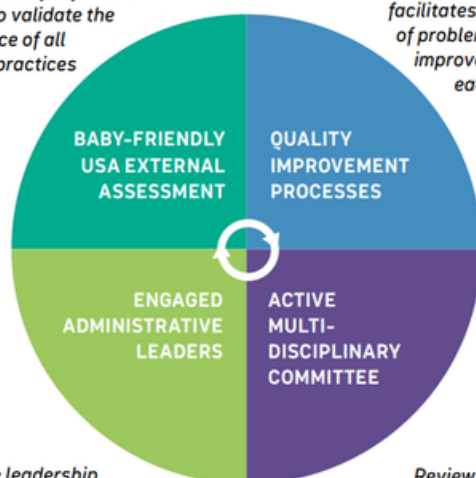 o validate the
ce of all
practices
facilitates
of problem
improve
ea
BABY-FRIENDLY
USA EXTERNAL
ASSESSMENT
QUALITY
IMPROVEMENT
PROCESSES
ENGAGED
ADMINISTRATIVE
LEADERS
ACTIVE
MULTI-
DISCIPLINARY
COMMITTEE
leadership
Review